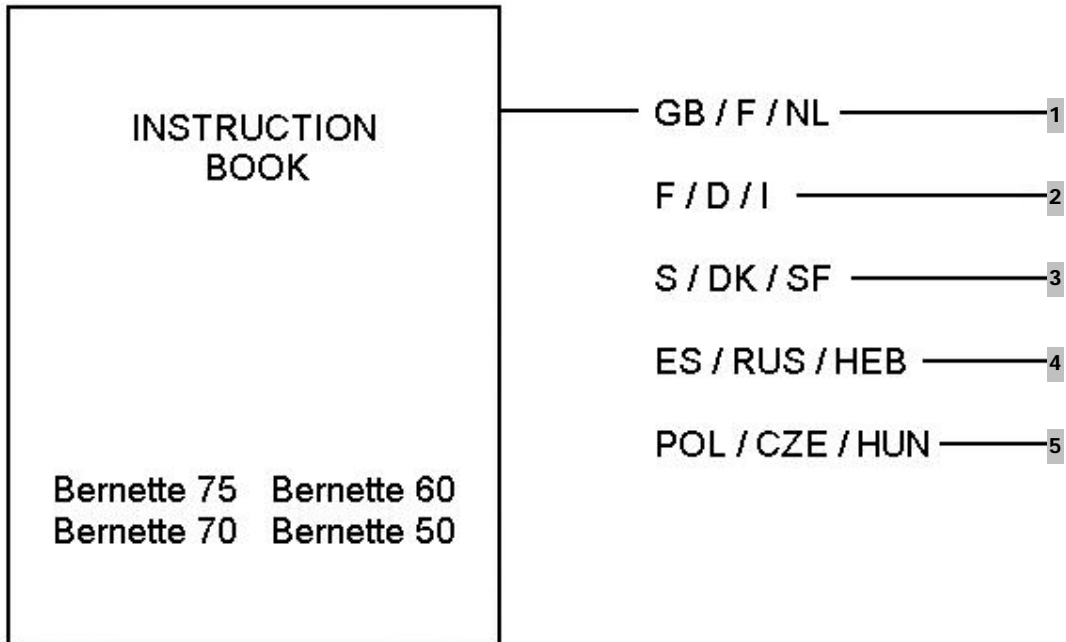 INSTRUCTION
BOOK
Bernette 75 Bernette 60
Bernette 70 Bernette 50
GB / F / NL 1
F / D / I 2
S / DK / SF 3
ES / RUS / HEB 4
POL / CZE / HUN 5